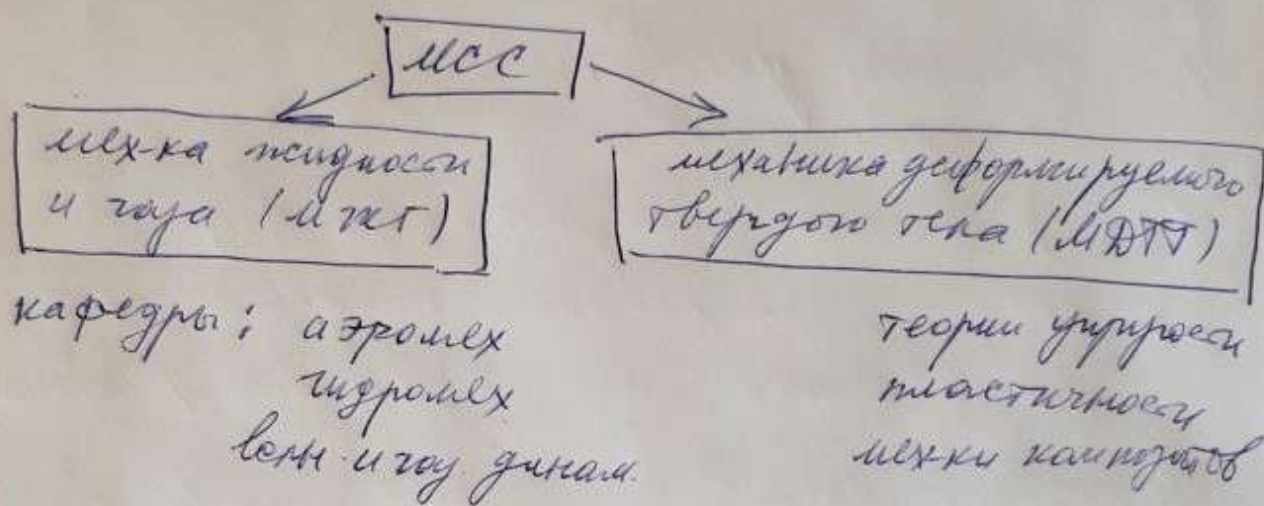 МСС
мех-ка жидкости
и газа (МЖГ)
механика деформируемого
твердого тела (МДТТ)
кафедры: аэромех
гидромех
волн. и газ. динам.
теории упругости
пластичности
мех-ки композитов